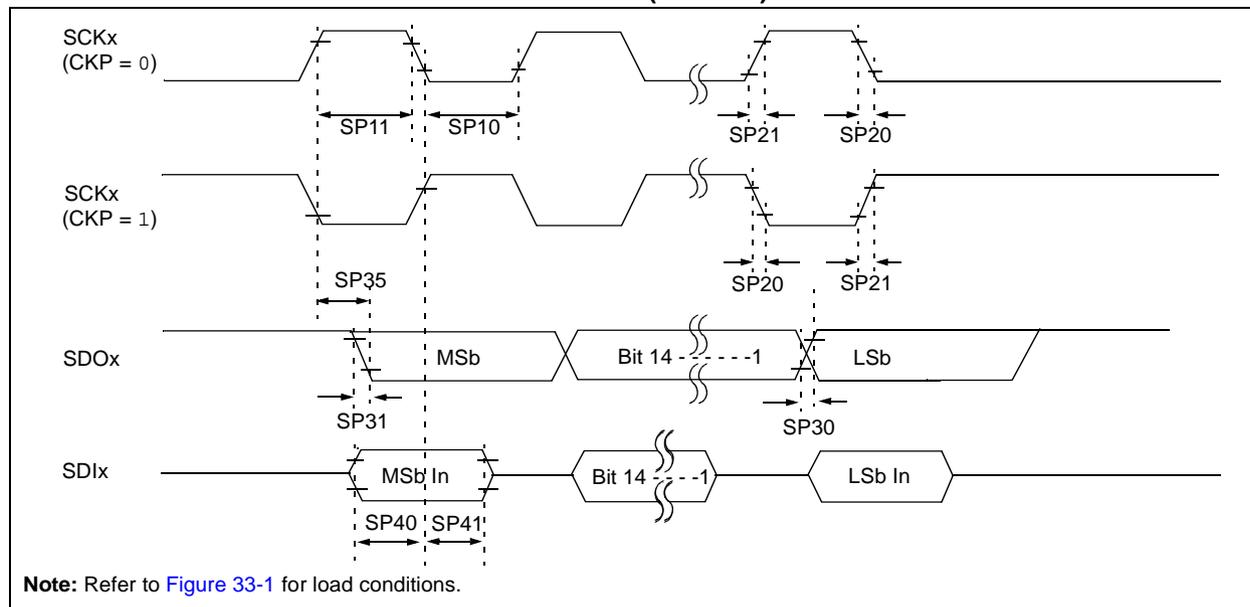 SCKx
(CKP = 0)
SP11
SP10
SP21
SP20
SCKx
(CKP = 1)
SP35
SP20
SP21
SDOx
MSb
Bit 14 - - - - - -1
LSb
SP31
SP30
SDIx
MSb In
Bit 14 - - - - -1
LSb In
SP40
SP41
Note: Refer to Figure 33-1 for load conditions.